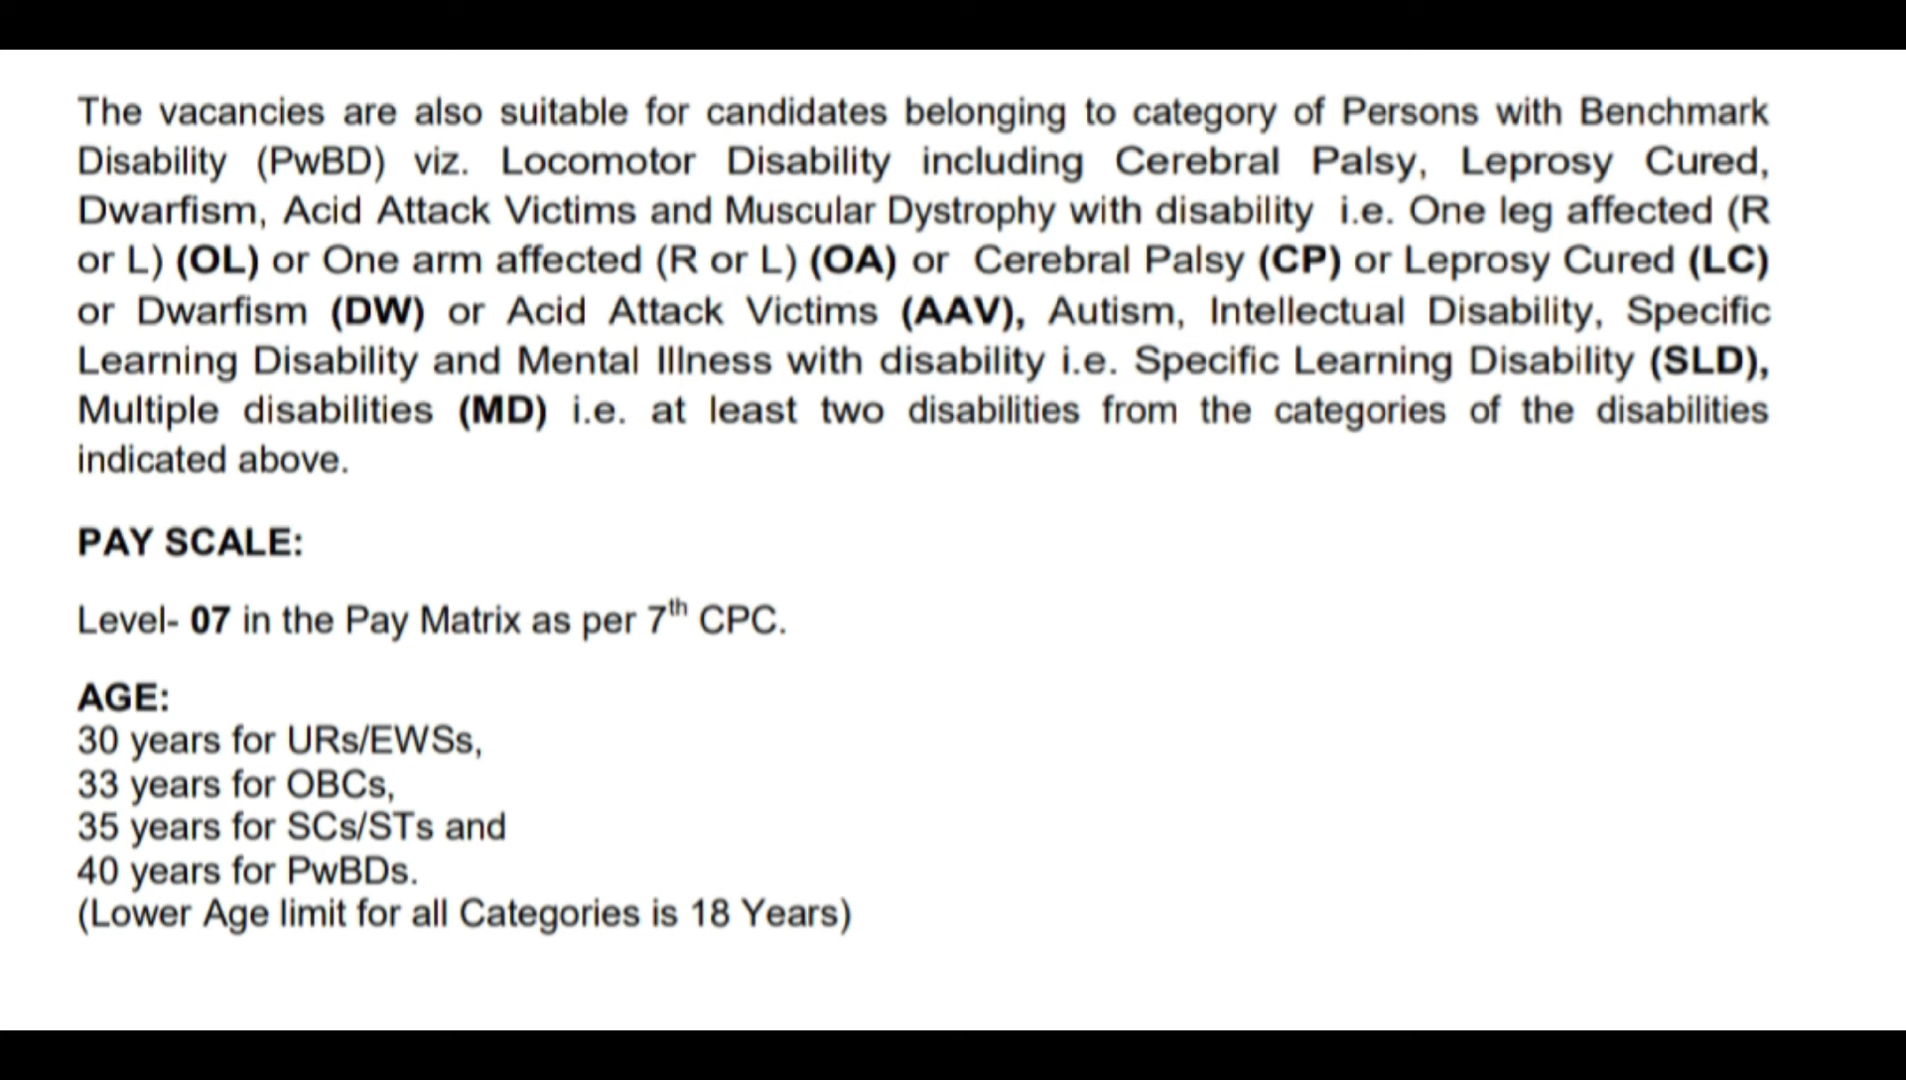 The vacancies are also suitable for candidates belonging to category of Persons with Benchmark
Disability (PwBD) viz. Locomotor Disability including Cerebral Palsy, Leprosy Cured,
Dwarfism, Acid Attack Victims and Muscular Dystrophy with disability i.e. One leg affected (R
or L) (OL) or One arm affected (R or L) (OA) or Cerebral Palsy (CP) or Leprosy Cured (LC)
or Dwarfism (DW) or Acid Attack Victims (AAV), Autism, Intellectual Disability, Specific
Learning Disability and Mental Illness with disability i.e. Specific Learning Disability (SLD),
Multiple disabilities (MD) i.e. at least two disabilities from the categories of the disabilities
indicated above.
PAY SCALE:
Level- 07 in the Pay Matrix as per 7th CPC.
AGE:
30 years for URs/EWSs,
33 years for OBCs,
35 years for SCs/STs and
40 years for PwBDs.
(Lower Age limit for all Categories is 18 Years)